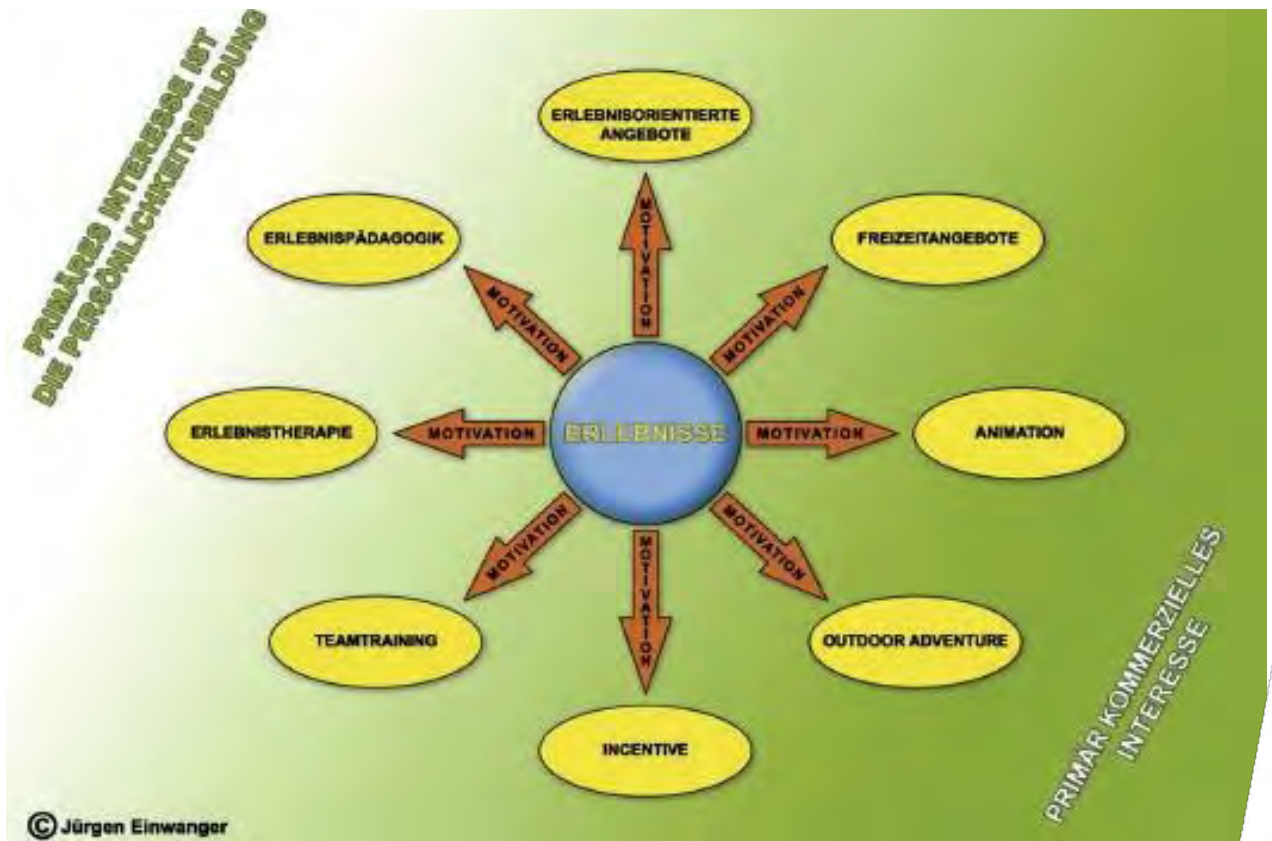 PRIMÄRES INTERESSE IST
DIE PERSÖNLICHKEITSBILDUNG
ERLEBNISORIENTIERTE
ANGEBOTE
ERLEBNISPÄDAGOGIK
FREIZEITANGEBOTE
MOTIVATION
MOTIVATION
MOTIVATION
ERLEBNISTHERAPIE
MOTIVATION
ERLEBNISSE
MOTIVATION
ANIMATION
MOTIVATION
MOTIVATION
MOTIVATION
TEAMTRAINING
OUTDOOR ADVENTURE
INCENTIVE
PRIMÄR KOMMERZIELLES
INTERESSE
© Jürgen Einwanger